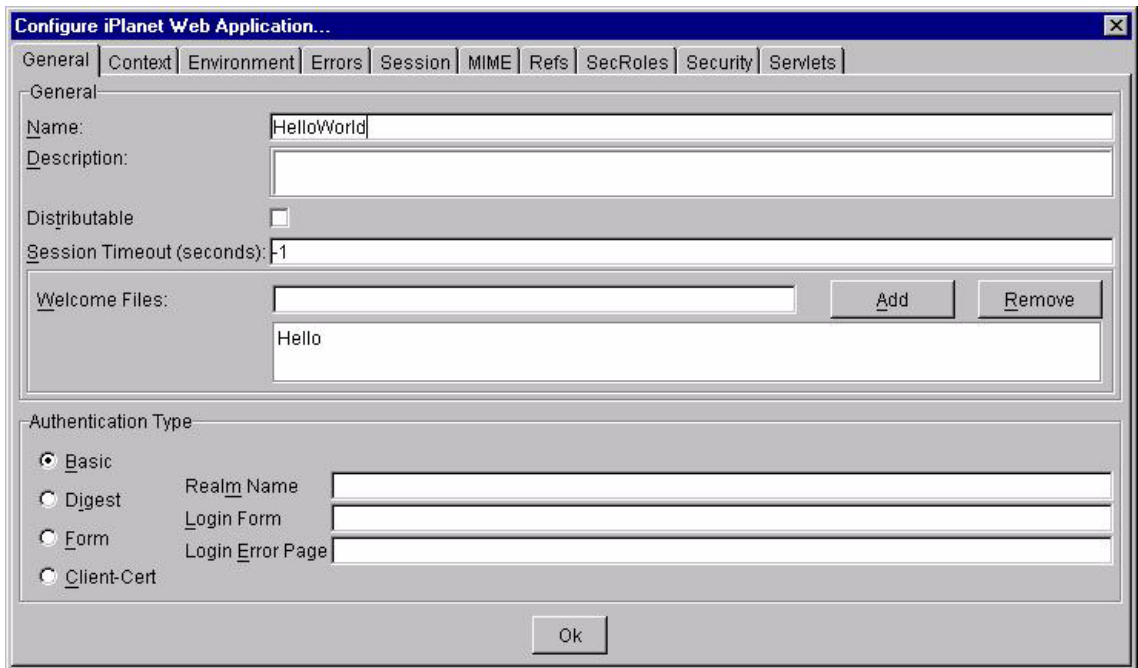 Configure iPlanet Web Application...
General Context Environment Errors Session MIME Refs SecRoles Security Servlets
General
Name: HelloWorld
Description:
Distributable
Session Timeout (seconds): -1
Welcome Files: Add Remove
Hello
Authentication Type
Basic
Realm Name
Digest
Login Form
Form
Login Error Page
Client-Cert
Ok